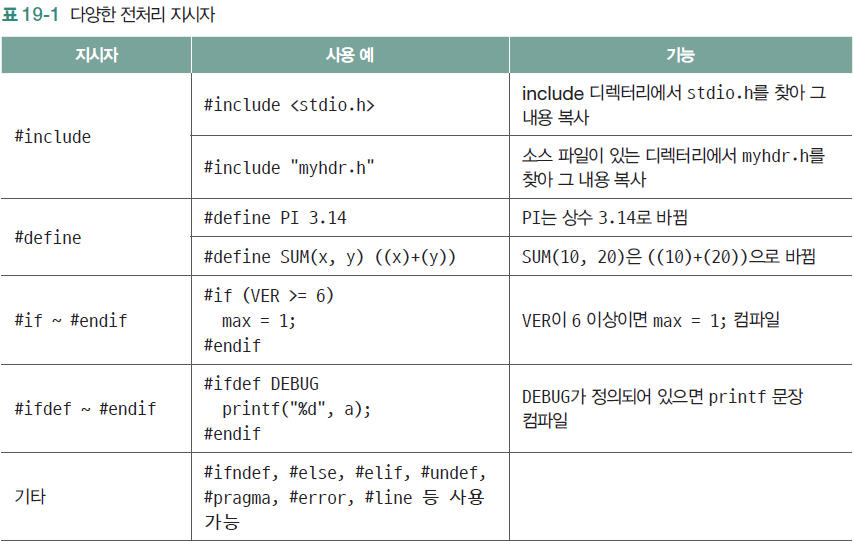 표 19-1 다양한 전처리 지시자
지시자 사용 예 기능
#include
#include <stdio.h>
include 디렉터리에서 stdio.h를 찾아 그
내용 복사
#include "myhdr.h"
소스 파일이 있는 디렉터리에서 myhdr.h를
찾아 그 내용 복사
#define
#define PI 3.14
PI는 상수 3.14로 바뀜
#define SUM(x, y) ((x)+(y))
SUM(10, 20)은 ((10)+(20))으로 바뀜
#if ~ #endif
#if (VER >= 6)
max = 1;
#endif
VER이 6 이상이면 max = 1; 컴파일
#ifdef ~ #endif
#ifdef DEBUG
printf("%d", a);
#endif
DEBUG가 정의되어 있으면 printf 문장
컴파일
기타
#ifndef, #else, #elif, #undef,
#pragma, #error, #line 등 사용
가능